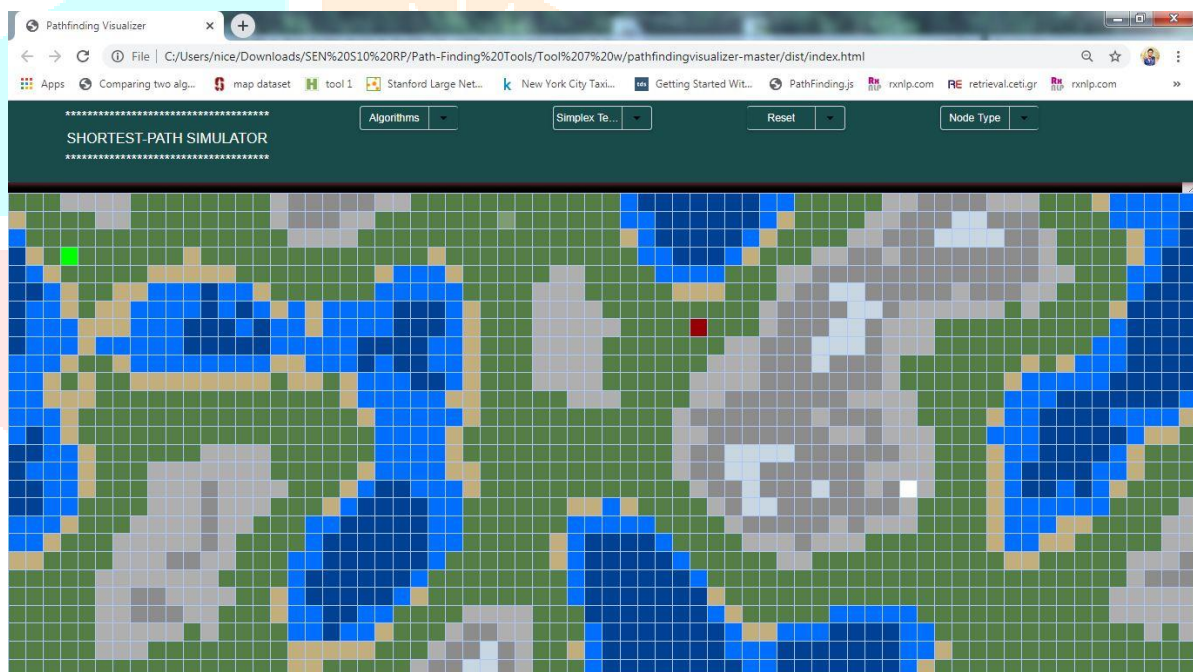 Pathfinding Visualizer
File | C:/Users/nice/Downloads/SEN%20S10%20RP/Path-Finding%20Tools/Tool%207%20w/pathfindingvisualizer-master/dist/index.html
Apps Comparing two alg... map dataset tool 1 Stanford Large Net... New York City Taxi... Getting Started Wit... PathFinding.js rxnlp.com retrieval.ceti.gr rxnlp.com »
*************************************
SHORTEST-PATH SIMULATOR
*************************************
Algorithms Simplex Te... Reset Node Type